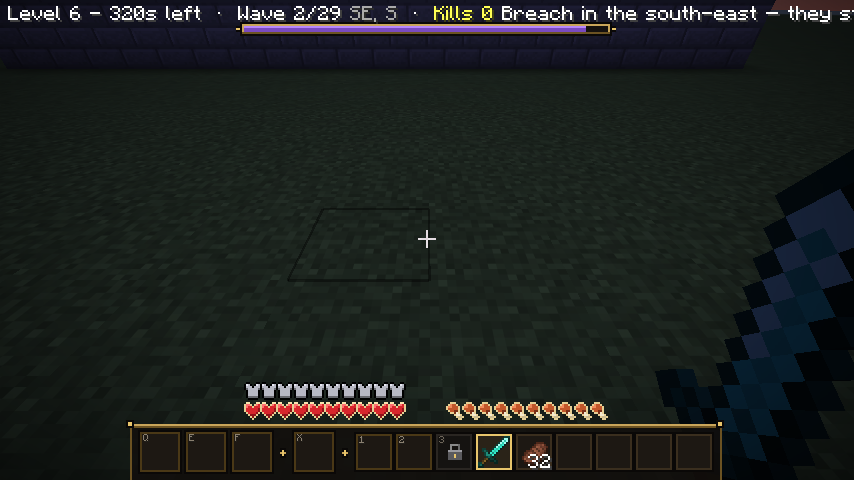 Level 6 - 320s left · Wave 2/29 SE, S · Kills 0 Breach in the south-east - they s
Q E F X 1 2 3
32